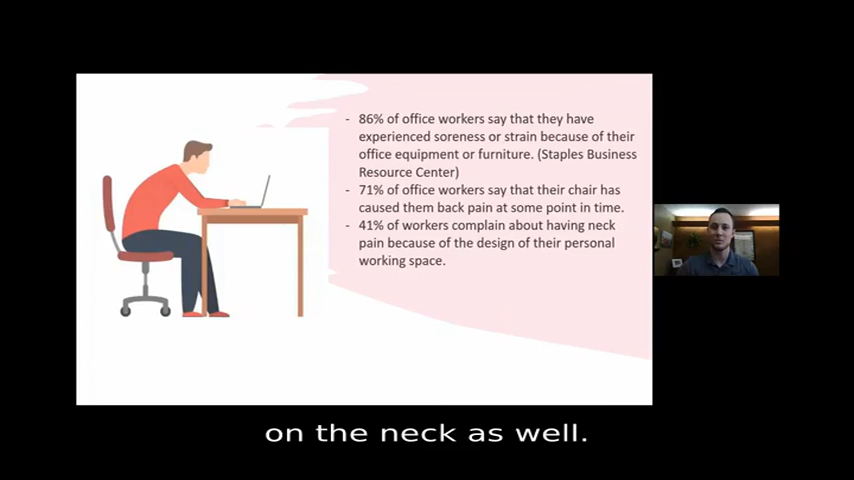 - 86% of office workers say that they have
experienced soreness or strain because of their
office equipment or furniture. (Staples Business
Resource Center)
- 71% of office workers say that their chair has
caused them back pain at some point in time.
- 41% of workers complain about having neck
pain because of the design of their personal
working space.
on the neck as well.